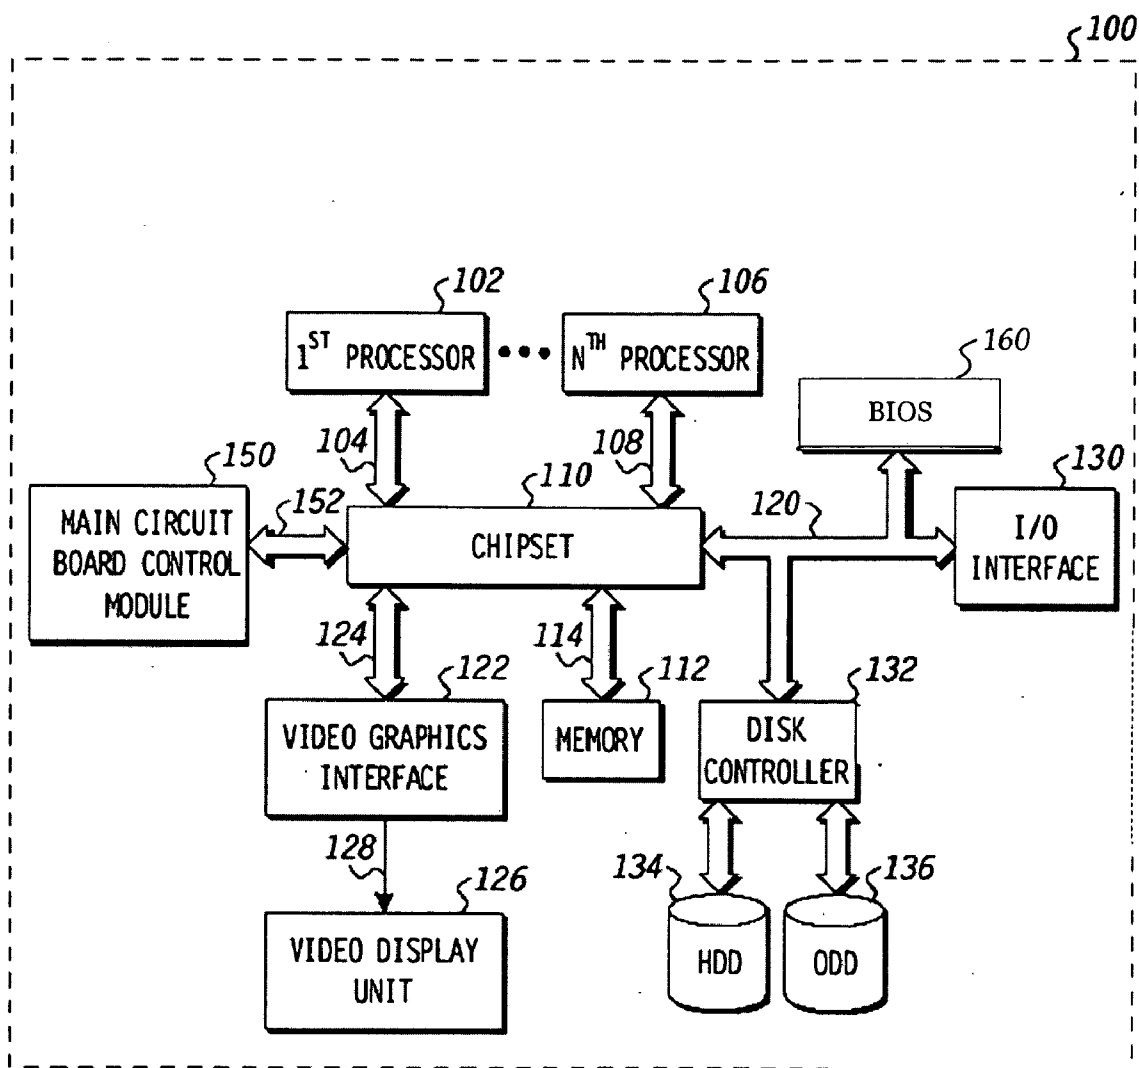 100
102
106
1ST PROCESSOR
NTH PROCESSOR
160
BIOS
104
108
150
152
110
120
130
MAIN CIRCUIT
BOARD CONTROL
MODULE
CHIPSET
I/O
INTERFACE
124
114
122
112
132
VIDEO GRAPHICS
INTERFACE
MEMORY
DISK
CONTROLLER
128
126
134
136
VIDEO DISPLAY
UNIT
HDD
ODD